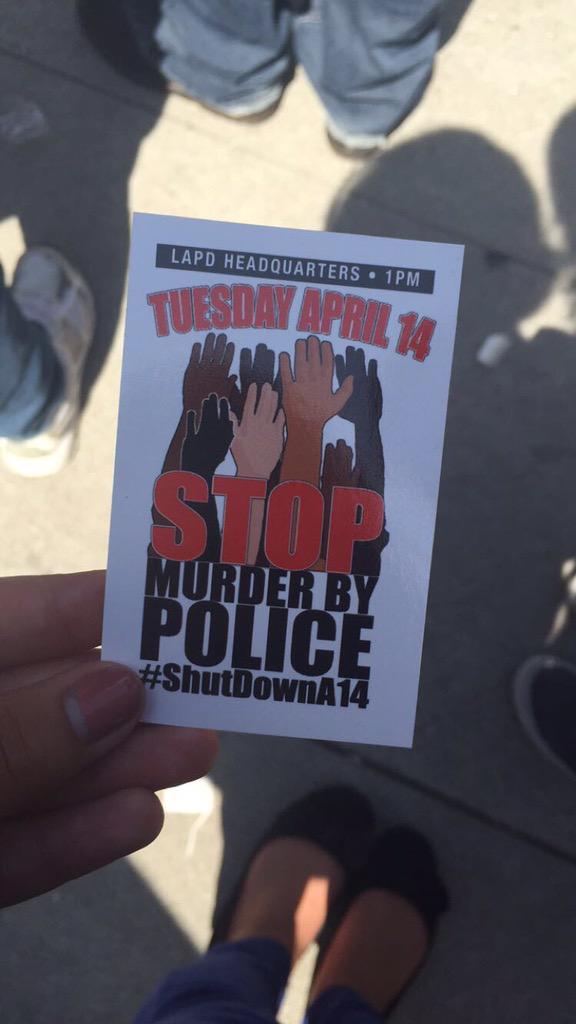 LAPD HEADQUARTERS • 1PM
TUESDAY APRIL 14
STOP
MURDER BY
POLICE
#ShutDownA14